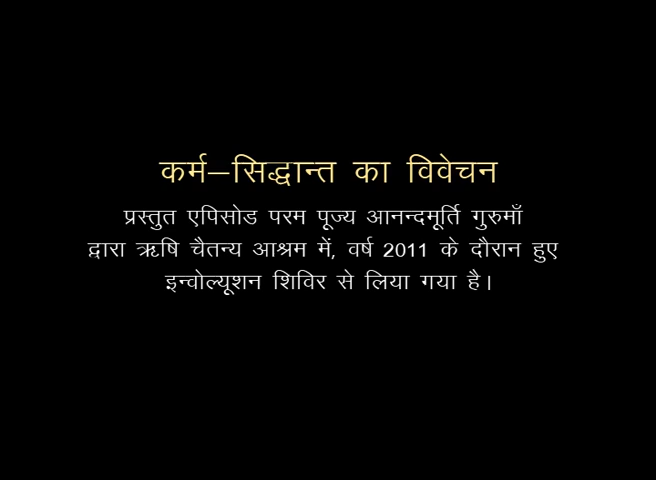 कर्म–सिद्धान्त का विवेचन
प्रस्तुत एपिसोड परम पूज्य आनन्दमूर्ति गुरुमाँ
द्वारा ऋषि चैतन्य आश्रम में, वर्ष 2011 के दौरान हुए
इन्वोल्यूशन शिविर से लिया गया है।